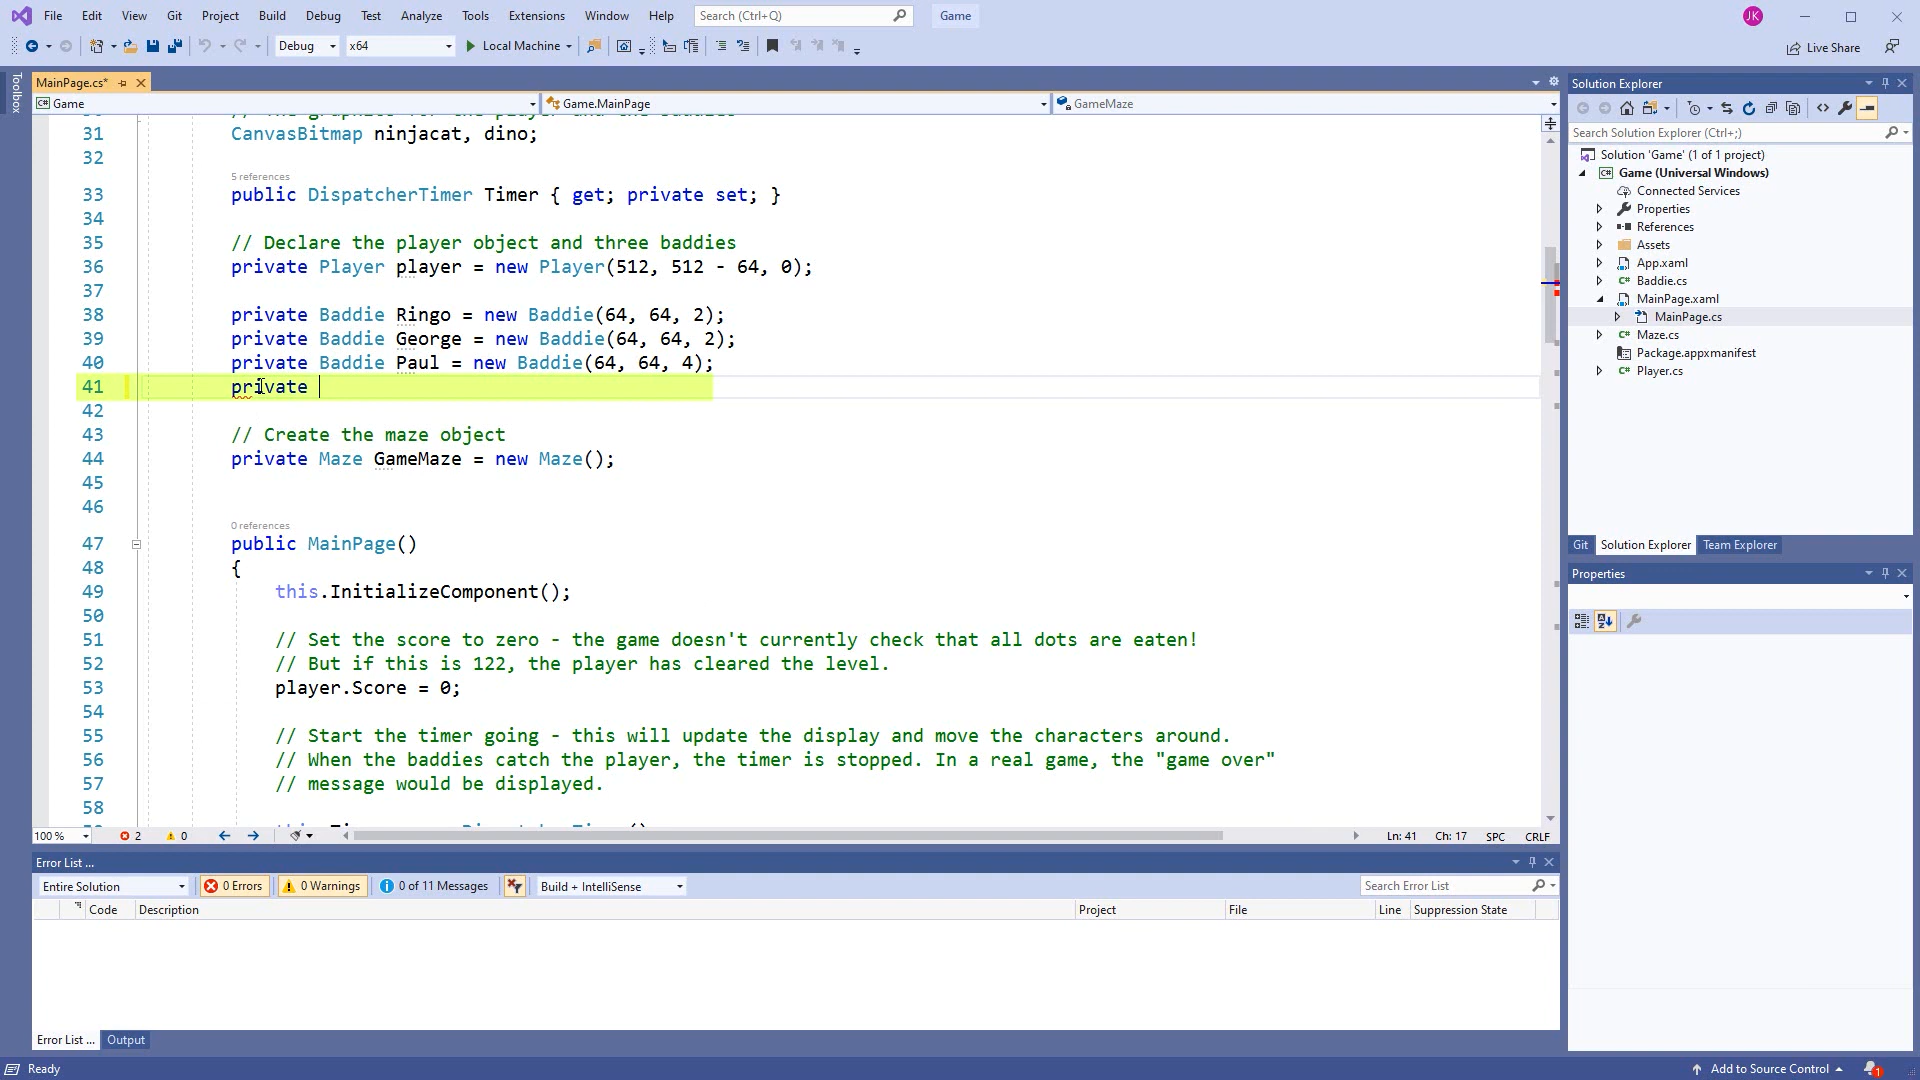 File Edit View Git Project Build Debug Test Analyze Tools Extensions Window Help Search (Ctrl+Q) Game JK
Debug x64 Local Machine Live Share
Toolbox
MainPage.cs*
Game Game.MainPage GameMaze
31 CanvasBitmap ninjacat, dino;
32
5 references
33 public DispatcherTimer Timer { get; private set; }
34
35 // Declare the player object and three baddies
36 private Player player = new Player(512, 512 - 64, 0);
37
38 private Baddie Ringo = new Baddie(64, 64, 2);
39 private Baddie George = new Baddie(64, 64, 2);
40 private Baddie Paul = new Baddie(64, 64, 4);
41 private
42
43 // Create the maze object
44 private Maze GameMaze = new Maze();
45
46
0 references
47 public MainPage()
48 {
49 this.InitializeComponent();
50
51 // Set the score to zero - the game doesn't currently check that all dots are eaten!
52 // But if this is 122, the player has cleared the level.
53 player.Score = 0;
54
55 // Start the timer going - this will update the display and move the characters around.
56 // When the baddies catch the player, the timer is stopped. In a real game, the "game over"
57 // message would be displayed.
58
100 % 2 0 Ln: 41 Ch: 17 SPC CRLF
Error List ...
Entire Solution 0 Errors 0 Warnings 0 of 11 Messages Build + IntelliSense Search Error List
Code Description Project File Line Suppression State
Error List ... Output
Ready Add to Source Control 1
Solution Explorer
Search Solution Explorer (Ctrl+;)
Solution 'Game' (1 of 1 project)
Game (Universal Windows)
Connected Services
Properties
References
Assets
App.xaml
Baddie.cs
MainPage.xaml
MainPage.cs
Maze.cs
Package.appxmanifest
Player.cs
Git Solution Explorer Team Explorer
Properties